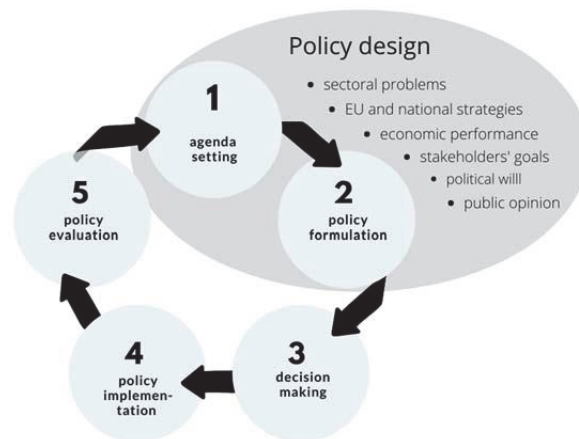 Policy design
• sectoral problems
• EU and national strategies
• economic performance
• stakeholders' goals
• political willl
• public opinion
1
agenda
setting
2
policy
formulation
3
decision
making
4
policy
implemen-
tation
5
policy
evaluation